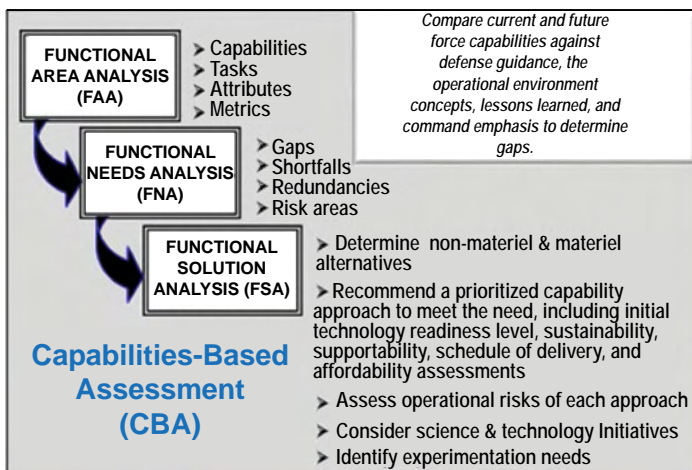 FUNCTIONAL
AREA ANALYSIS
(FAA)
➤ Capabilities
➤ Tasks
➤ Attributes
➤ Metrics
Compare current and future
force capabilities against
defense guidance, the
operational environment
concepts, lessons learned, and
command emphasis to determine
gaps.
FUNCTIONAL
NEEDS ANALYSIS
(FNA)
➤ Gaps
➤ Shortfalls
➤ Redundancies
➤ Risk areas
FUNCTIONAL
SOLUTION
ANALYSIS (FSA)
➤ Determine non-materiel & materiel
alternatives
➤ Recommend a prioritized capability
approach to meet the need, including initial
technology readiness level, sustainability,
supportability, schedule of delivery, and
affordability assessments
➤ Assess operational risks of each approach
➤ Consider science & technology Initiatives
➤ Identify experimentation needs
Capabilities-Based
Assessment
(CBA)